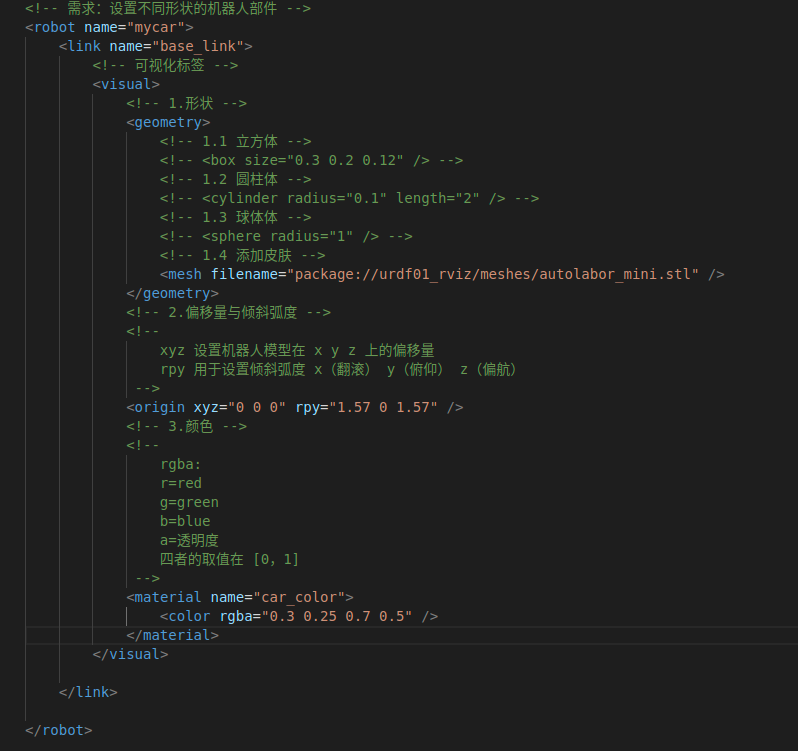 <!-- 需求: 设置不同形状的机器人部件 -->
<robot name="mycar">
<link name="base_link">
<!-- 可视化标签 -->
<visual>
<!-- 1.形状 -->
<geometry>
<!-- 1.1 立方体 -->
<!-- <box size="0.3 0.2 0.12" /> -->
<!-- 1.2 圆柱体 -->
<!-- <cylinder radius="0.1" length="2" /> -->
<!-- 1.3 球体体 -->
<!-- <sphere radius="1" /> -->
<!-- 1.4 添加皮肤 -->
<mesh filename="package://urdf01_rviz/meshes/autolabor_mini.stl" />
</geometry>
<!-- 2.偏移量与倾斜弧度 -->
<!--
xyz 设置机器人模型在 x y z 上的偏移量
rpy 用于设置倾斜弧度 x（翻滚） y（俯仰） z（偏航）
-->
<origin xyz="0 0 0" rpy="1.57 0 1.57" />
<!-- 3.颜色 -->
<!--
rgba:
r=red
g=green
b=blue
a=透明度
四者的取值在 [0，1]
-->
<material name="car_color">
<color rgba="0.3 0.25 0.7 0.5" />
</material>
</visual>
</link>
</robot>